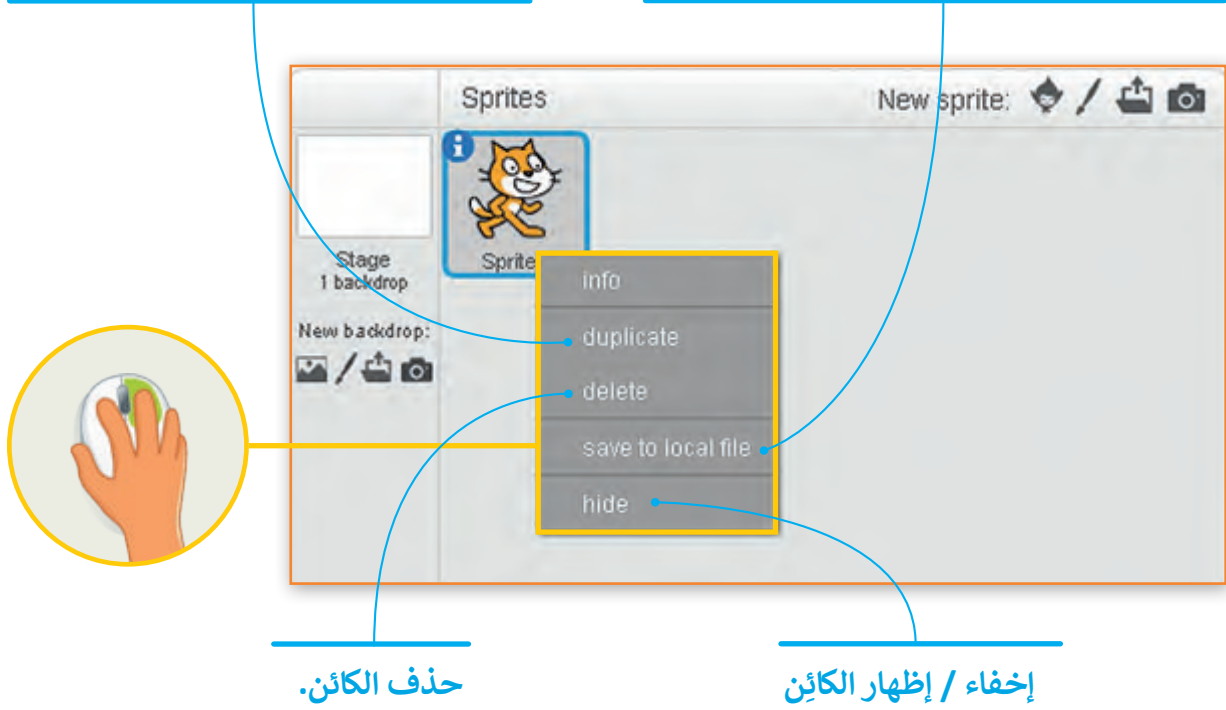 Sprites
New sprite:
Stage
1 backdrop
New backdrop:
Sprite
info
duplicate
delete
save to local file
hide
حذف الكائن.
إخفاء / إظهار الكائِن